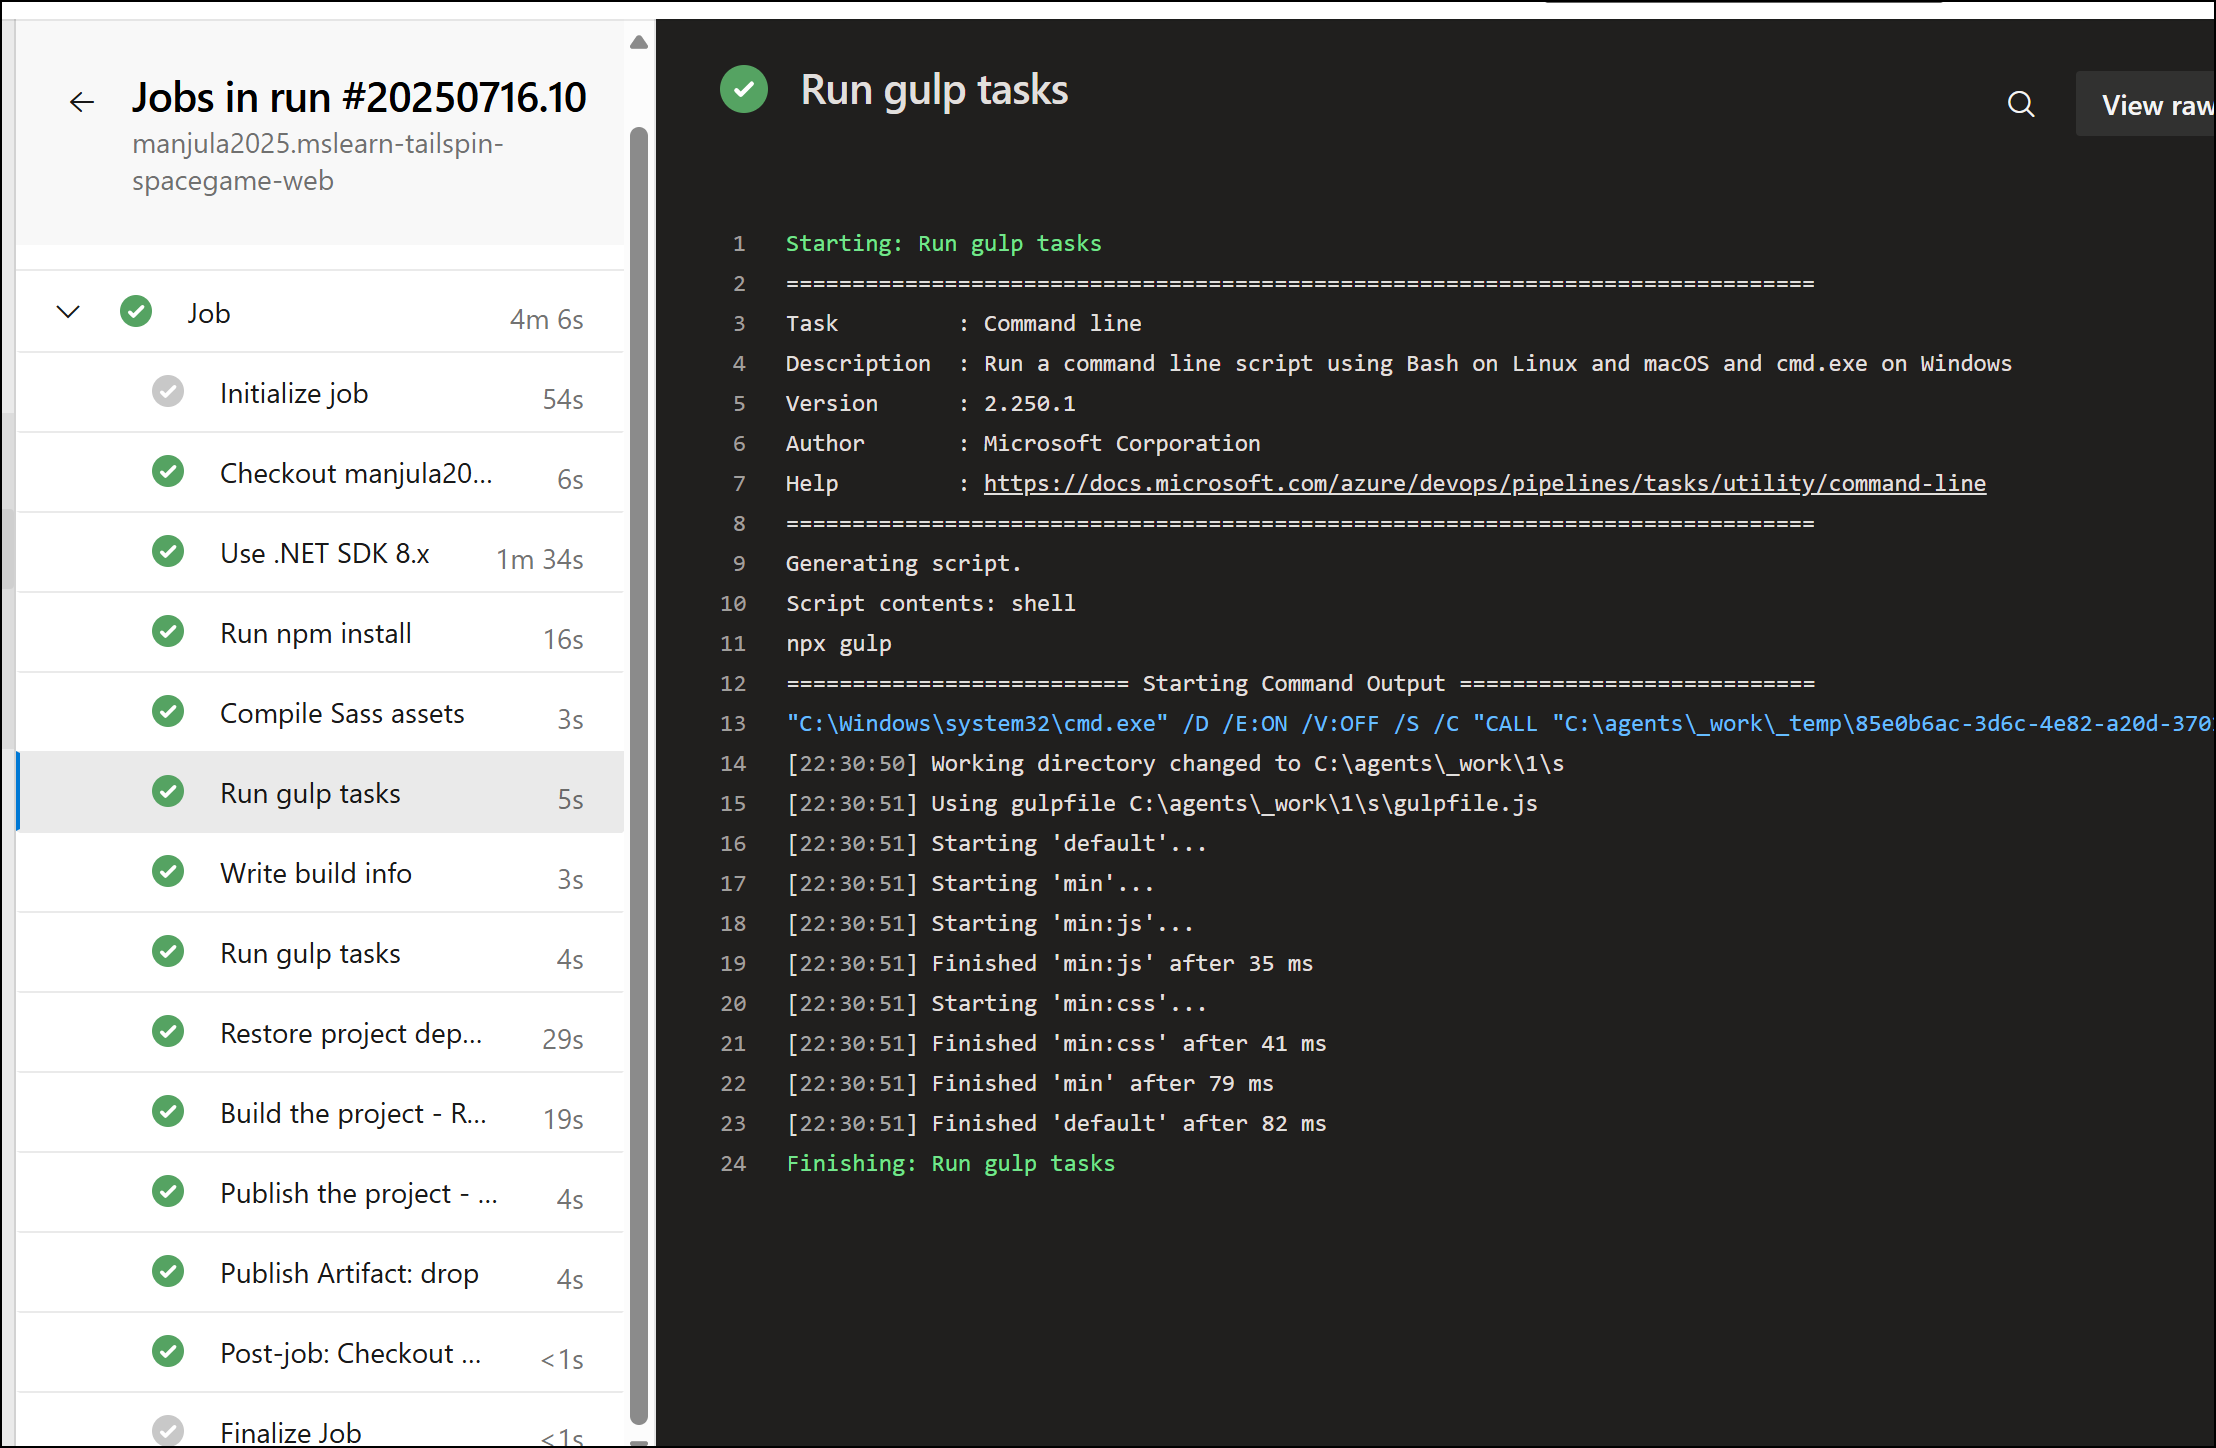 Jobs in run #20250716.10
manjula2025.mslearn-tailspin-
spacegame-web
Job 4m 6s
Initialize job 54s
Checkout manjula20... 6s
Use .NET SDK 8.x 1m 34s
Run npm install 16s
Compile Sass assets 3s
Run gulp tasks 5s
Write build info 3s
Run gulp tasks 4s
Restore project dep... 29s
Build the project - R... 19s
Publish the project - ... 4s
Publish Artifact: drop 4s
Post-job: Checkout ... <1s
Finalize Job <1s
Run gulp tasks
View raw
1 Starting: Run gulp tasks
2 ==============================================================================
3 Task         : Command line
4 Description  : Run a command line script using Bash on Linux and macOS and cmd.exe on Windows
5 Version      : 2.250.1
6 Author       : Microsoft Corporation
7 Help         : https://docs.microsoft.com/azure/devops/pipelines/tasks/utility/command-line
8 ==============================================================================
9 Generating script.
10 Script contents: shell
11 npx gulp
12 ========================== Starting Command Output ===========================
13 "C:\Windows\system32\cmd.exe" /D /E:ON /V:OFF /S /C "CALL "C:\agents\_work\_temp\85e0b6ac-3d6c-4e82-a20d-370
14 [22:30:50] Working directory changed to C:\agents\_work\1\s
15 [22:30:51] Using gulpfile C:\agents\_work\1\s\gulpfile.js
16 [22:30:51] Starting 'default'...
17 [22:30:51] Starting 'min'...
18 [22:30:51] Starting 'min:js'...
19 [22:30:51] Finished 'min:js' after 35 ms
20 [22:30:51] Starting 'min:css'...
21 [22:30:51] Finished 'min:css' after 41 ms
22 [22:30:51] Finished 'min' after 79 ms
23 [22:30:51] Finished 'default' after 82 ms
24 Finishing: Run gulp tasks